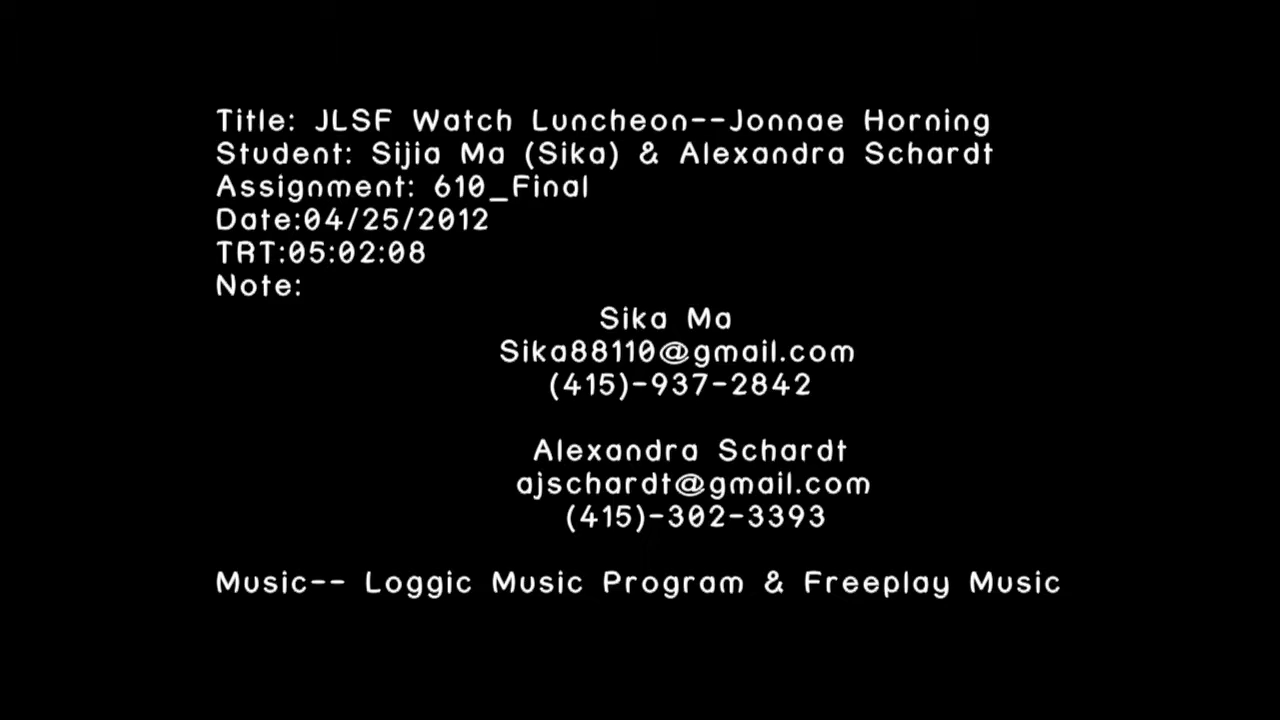 Title: JLSF Watch Luncheon--Jonnae Horning
Student: Sijia Ma (Sika) & Alexandra Schardt
Assignment: 610_Final
Date:04/25/2012
TRT:05:02:08
Note:
Sika Ma
Sika88110@gmail.com
(415)-937-2842
Alexandra Schardt
ajschardt@gmail.com
(415)-302-3393
Music-- Loggic Music Program & Freeplay Music